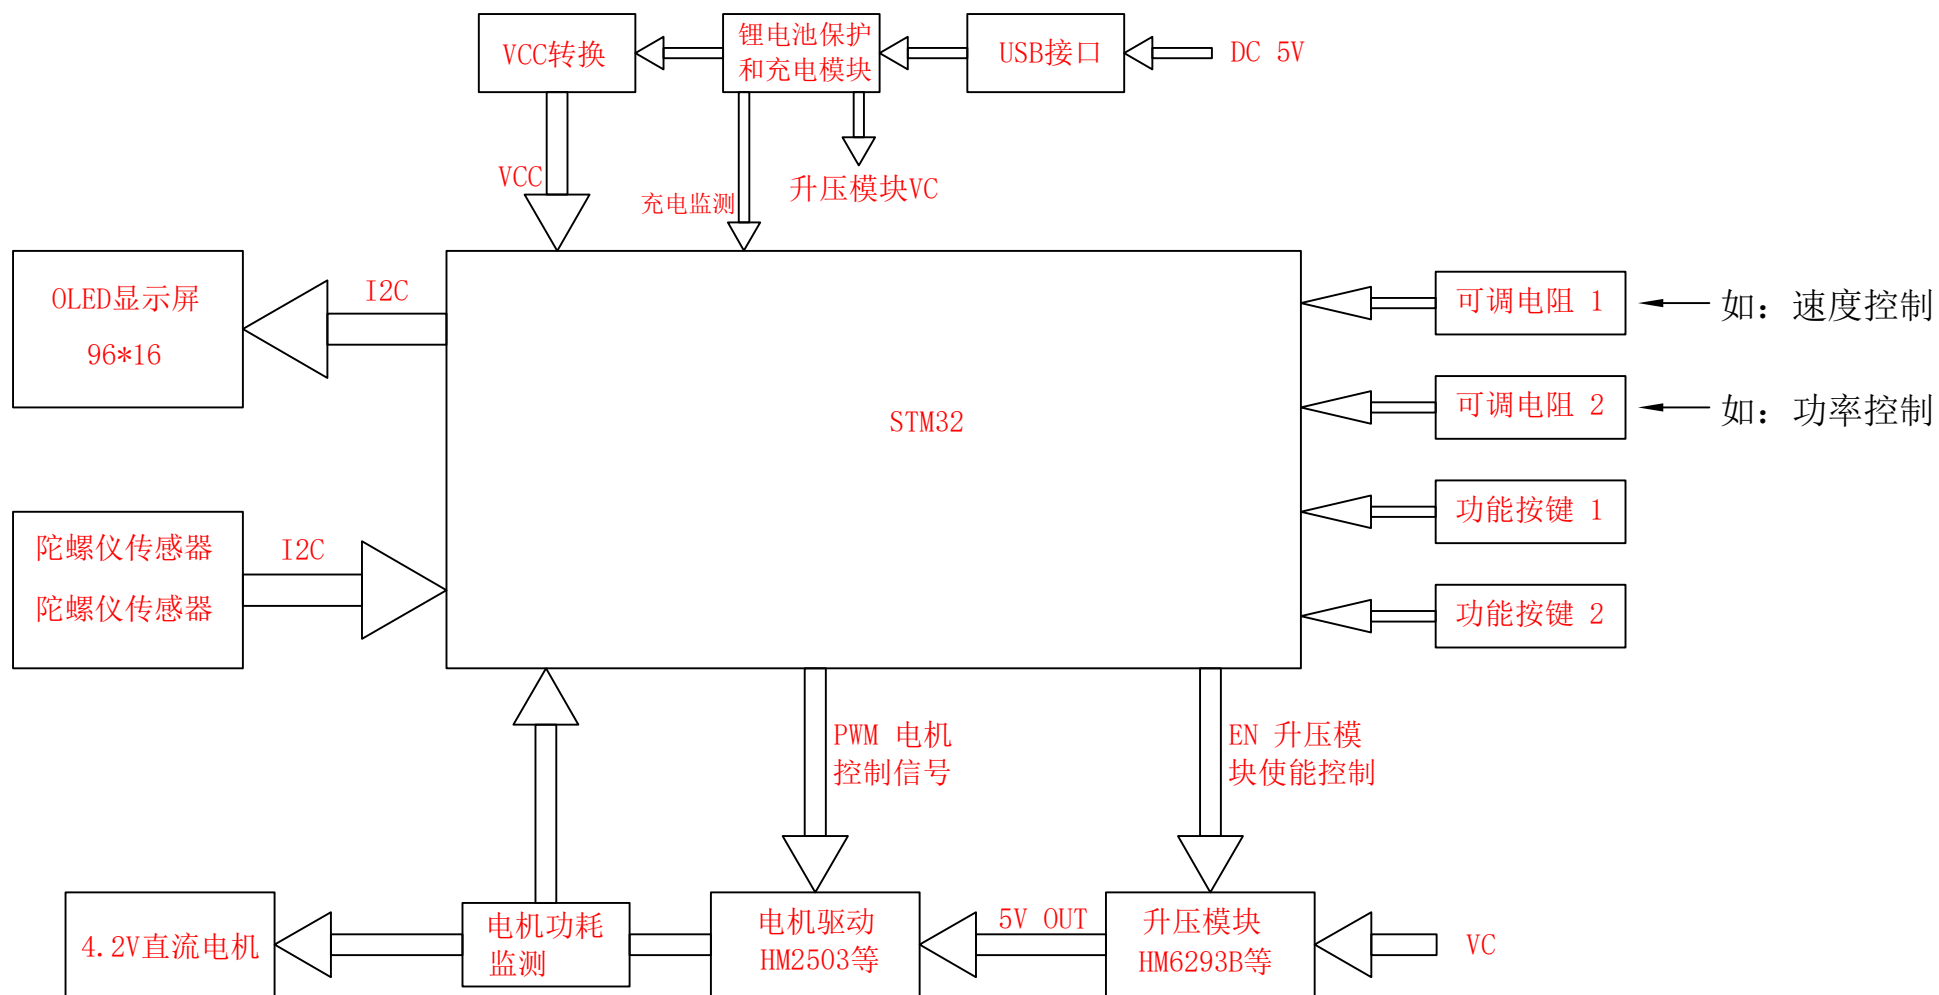 VCC转换
锂电池保护
和充电模块
USB接口
DC 5V
VCC
充电监测
升压模块VC
OLED显示屏
96*16
I2C
STM32
可调电阻 1
如: 速度控制
可调电阻 2
如: 功率控制
功能按键 1
功能按键 2
陀螺仪传感器
陀螺仪传感器
I2C
PWM 电机
控制信号
EN 升压模
块使能控制
4.2V直流电机
电机功耗
监测
电机驱动
HM2503等
5V OUT
升压模块
HM6293B等
VC